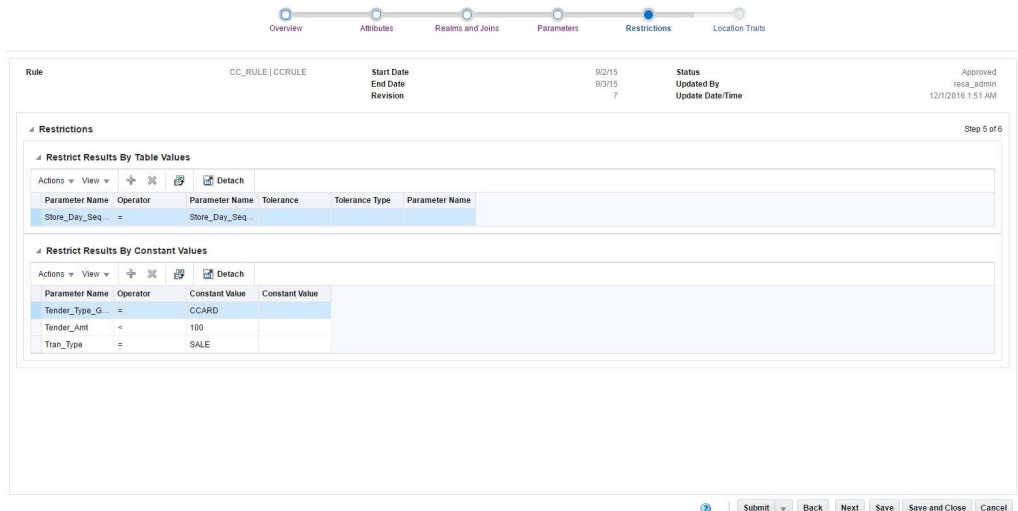 Overview Attributes Realms and Joins Parameters Restrictions Location Traits
Rule CC_RULE | CCRULE Start Date 9/2/15 Status Approved
End Date 9/3/15 Updated By resa_admin
Revision 7 Update Date/Time 12/1/2016 1:51 AM
Restrictions Step 5 of 6
Restrict Results By Table Values
Actions View Detach
Parameter Name Operator Parameter Name Tolerance Tolerance Type Parameter Name
Store_Day_Seq... = Store_Day_Seq...
Restrict Results By Constant Values
Actions View Detach
Parameter Name Operator Constant Value Constant Value
Tender_Type_G... = CCARD
Tender_Amt < 100
Tran_Type = SALE
? Submit Back Next Save Save and Close Cancel